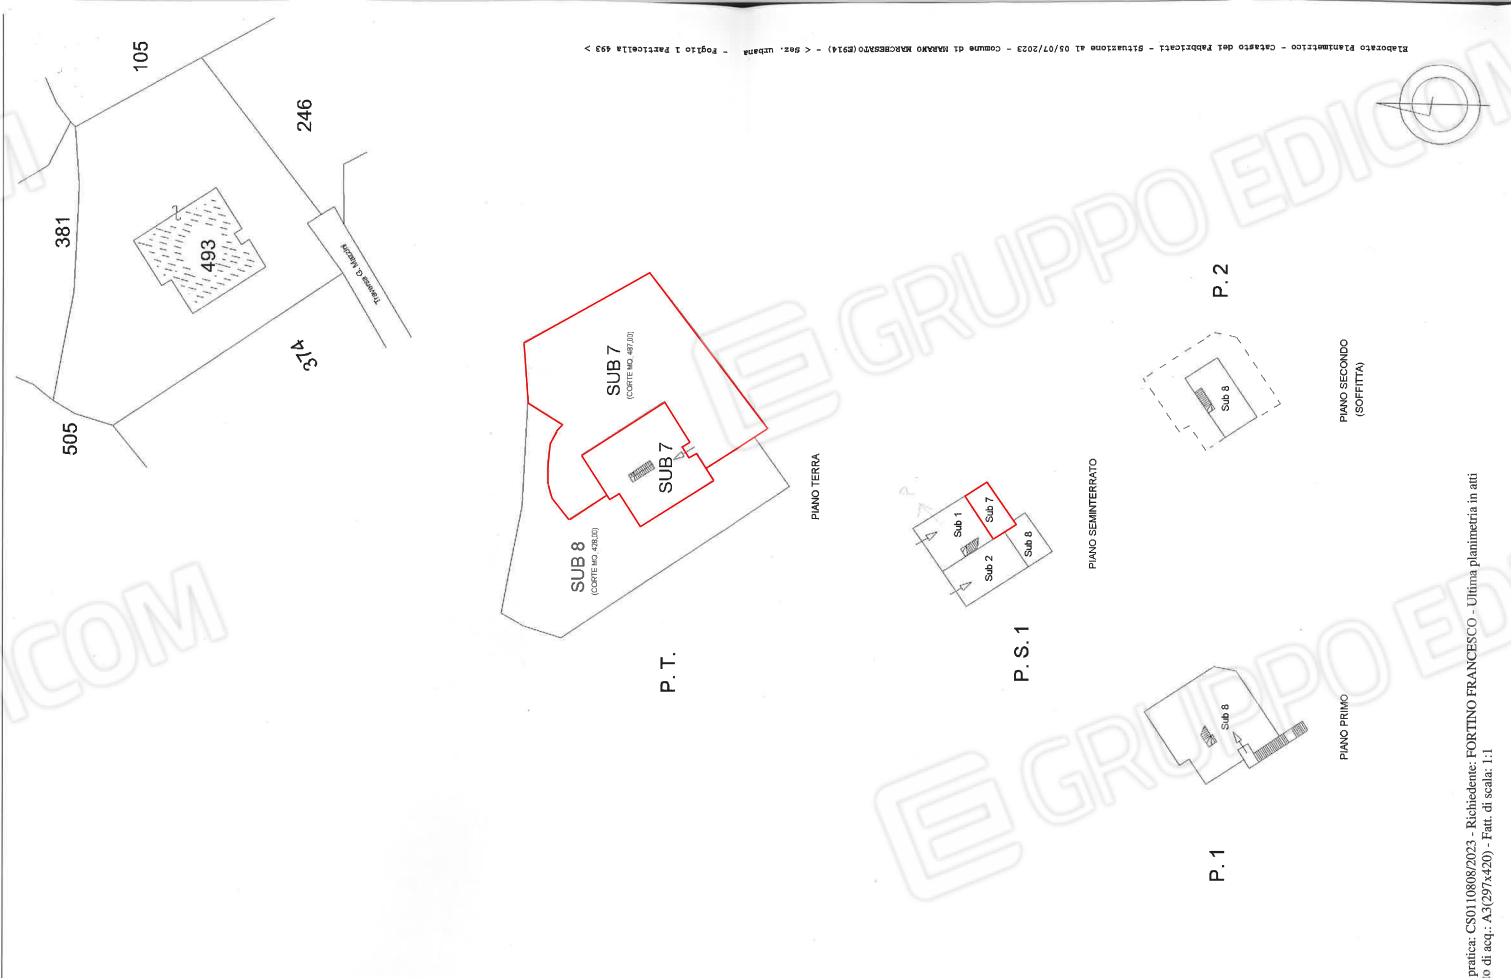 Elaborato Planimetrico - Catasto dei Fabbricati - Situazione al 05/07/2023 - Comune di MARANO MARCHESATO(E914) - < Sez. urbana - Foglio 1 Particella 493 >
105
246
381
493
Traversa G. Mazzini
374
505
SUB 7
(CORTE MQ. 487,00)
SUB 7
SUB 8
(CORTE MQ. 428,00)
PIANO TERRA
P. T.
Sub 1
Sub 7
Sub 2
Sub 8
PIANO SEMINTERRATO
P. S. 1
P. 2
Sub 8
PIANO SECONDO
(SOFFITTA)
Sub 8
PIANO PRIMO
P. 1
pratica: CS0110808/2023 - Richiedente: FORTINO FRANCESCO - Ultima planimetria in atti
o di acq.: A3(297x420) - Fatt. di scala: 1:1
GRUPPO EDICOM
GRUPPO ED
ICOM
M